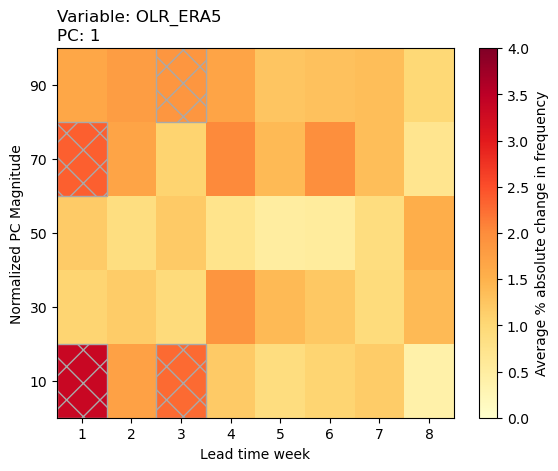 Variable: OLR_ERA5
PC: 1
Normalized PC Magnitude
90
70
50
30
10
1 2 3 4 5 6 7 8
Lead time week
4.0
3.5
3.0
2.5
2.0
1.5
1.0
0.5
0.0
Average % absolute change in frequency